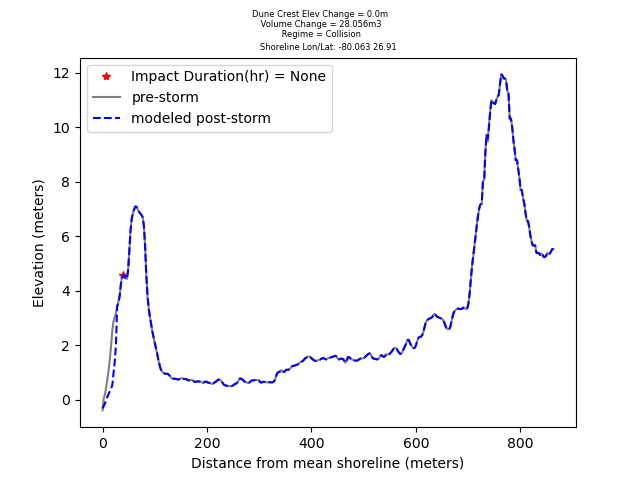 Dune Crest Elev Change = 0.0m
Volume Change = 28.056m3
Regime = Collision
Shoreline Lon/Lat: -80.063 26.91
Impact Duration(hr) = None
pre-storm
modeled post-storm
12
10
8
6
4
2
0
Elevation (meters)
0 200 400 600 800
Distance from mean shoreline (meters)